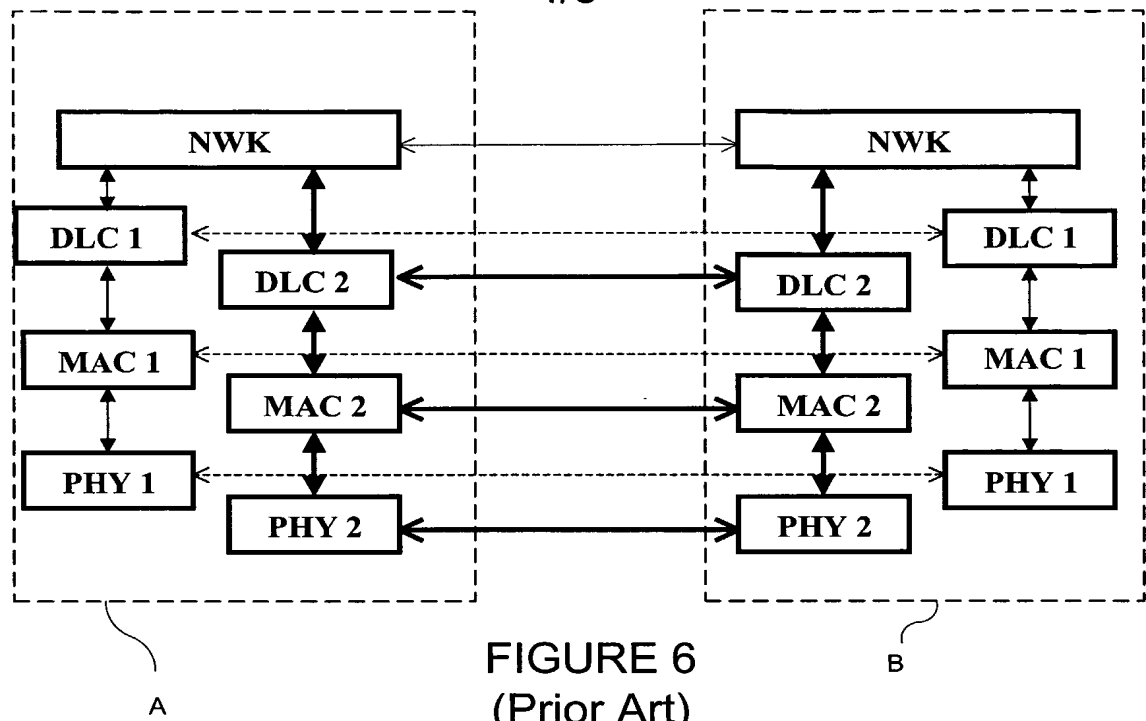 NWK
NWK
DLC 1
DLC 1
DLC 2
DLC 2
MAC 1
MAC 1
MAC 2
MAC 2
PHY 1
PHY 1
PHY 2
PHY 2
A
FIGURE 6
B
(Prior Art)